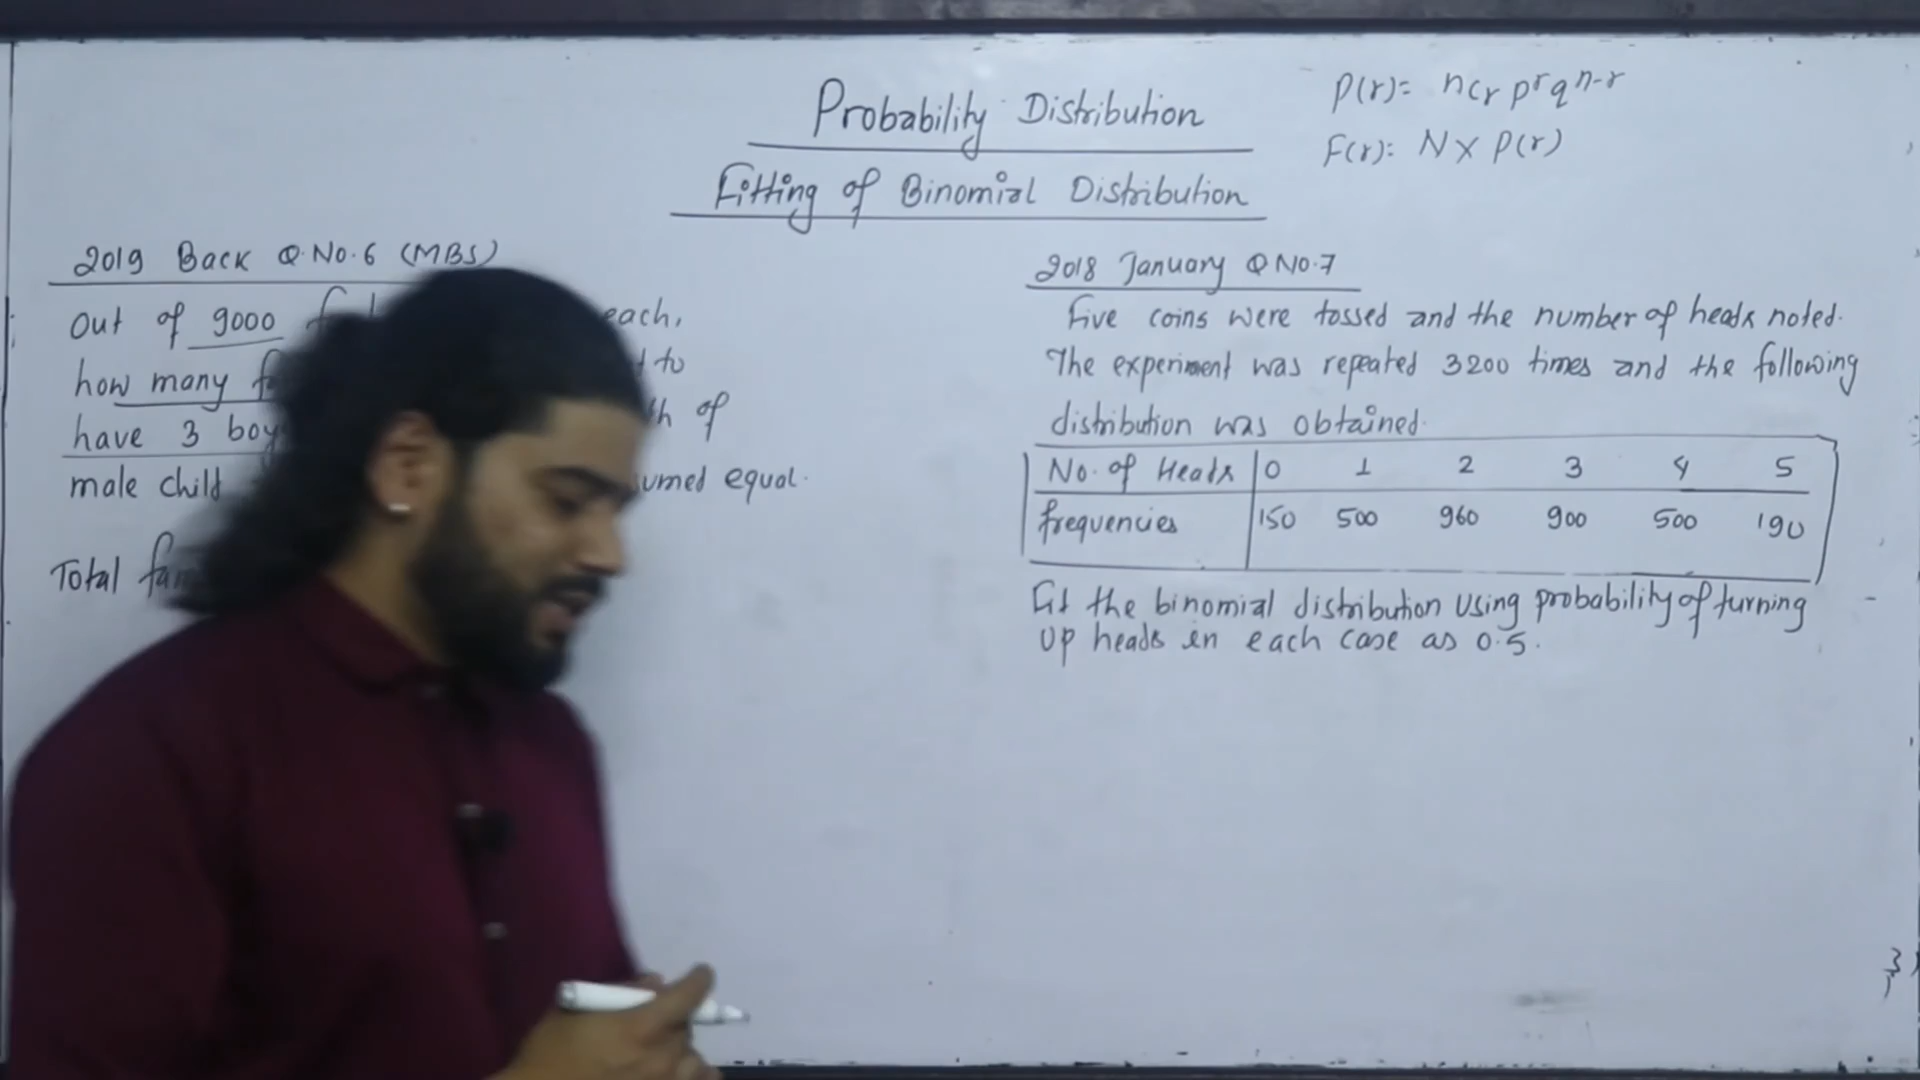 Probability Distribution
Fitting of Binomial Distribution
P(r)= ncr p^r q^n-r
F(r): N × P(r)
2019 Back Q.No.6 (MBS)
Out of 9000 each,
how many to
have 3 boy of
male child umed equal.
Total fam
2018 January Q NO.7
Five coins were tossed and the number of heads noted.
The experiment was repeated 3200 times and the following
distribution was obtained.
No. of Heads 0 1 2 3 4 5
frequencies 150 500 960 900 500 190
Fit the binomial distribution using probability of turning
up heads in each case as 0.5.